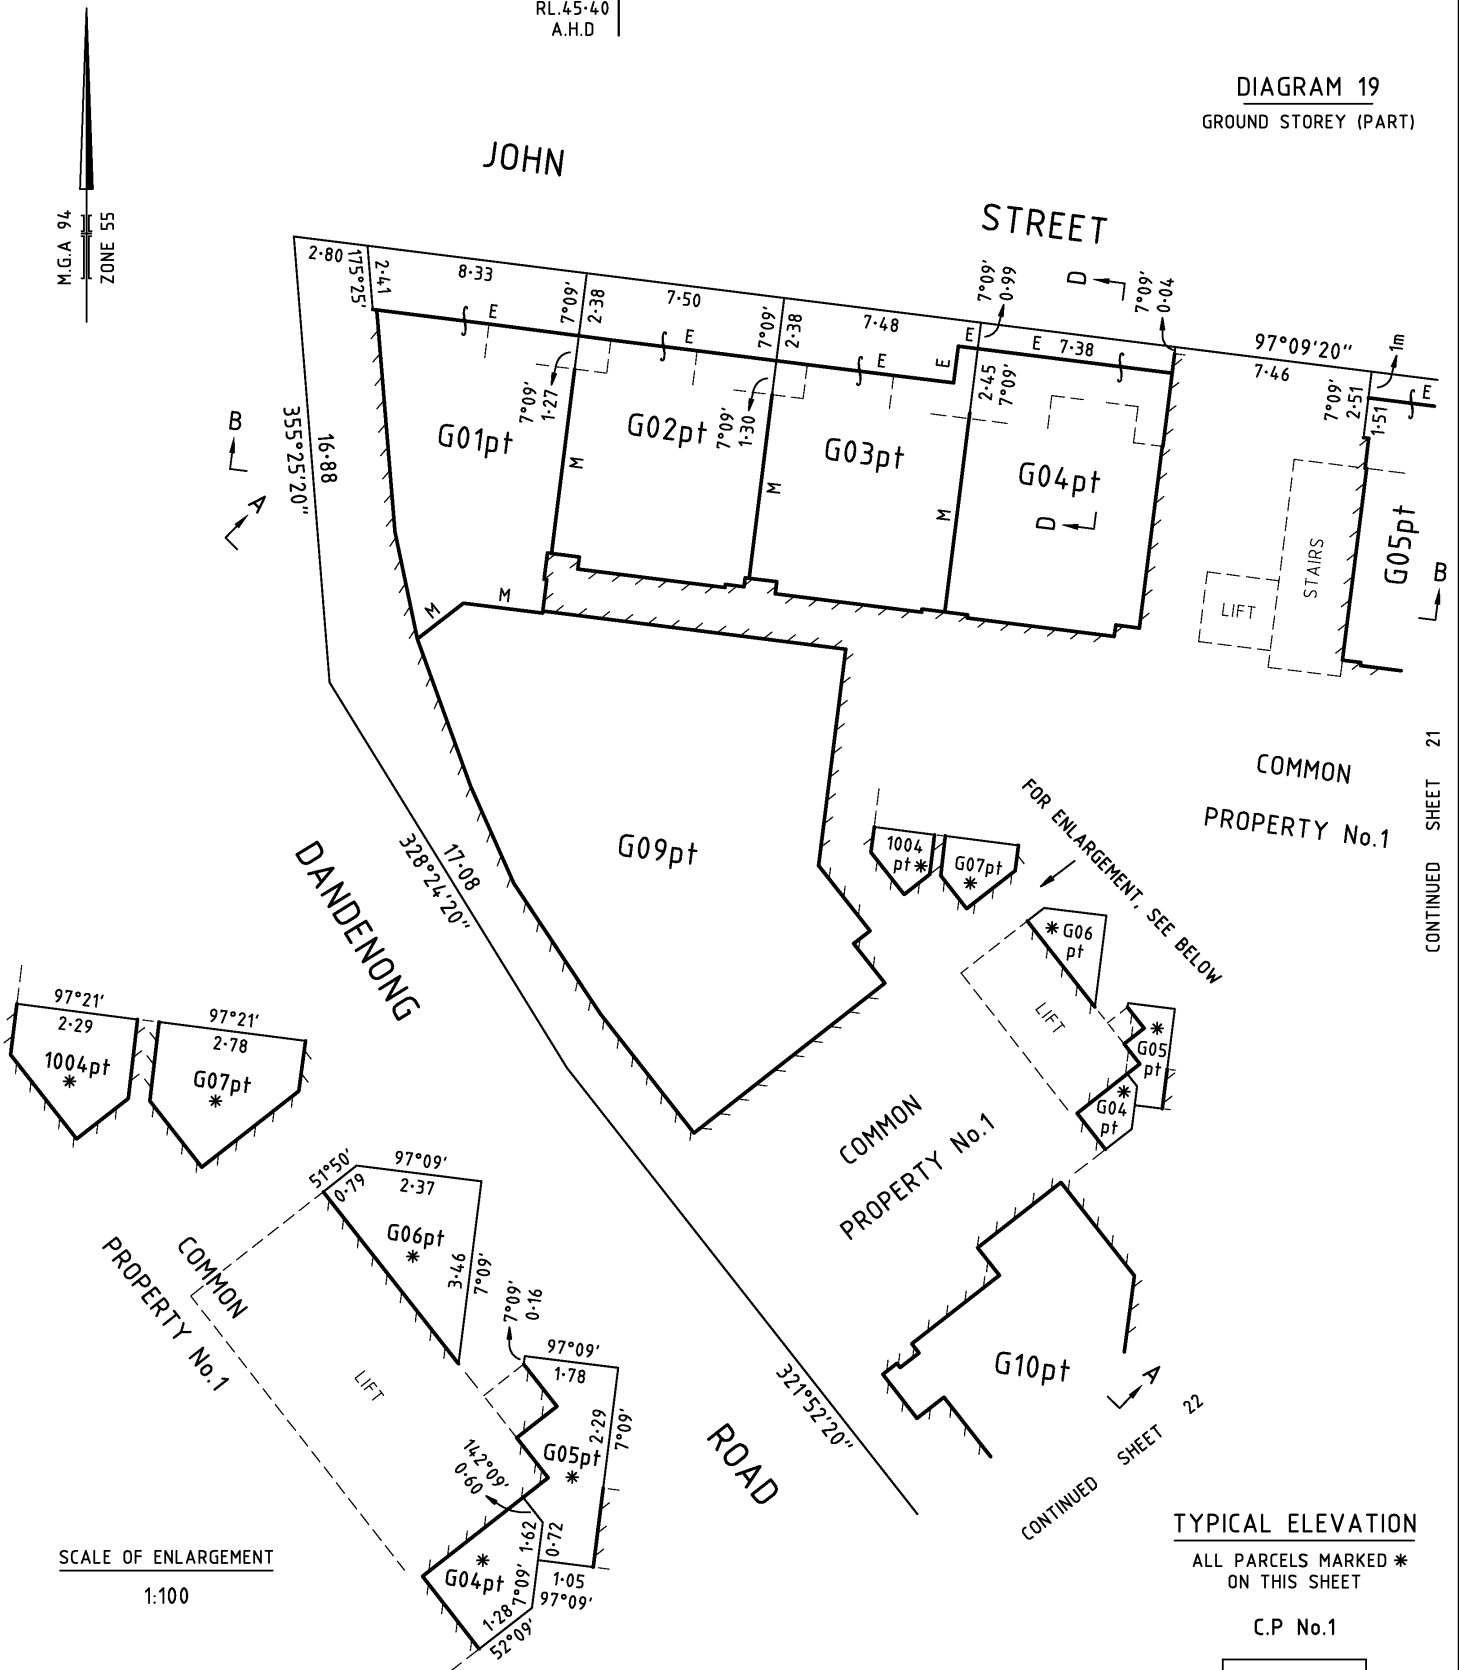 RL.45·40
A.H.D
DIAGRAM 19
GROUND STOREY (PART)
M.G.A 94
ZONE 55
JOHN
STREET
2·80
175°25'
2·41
8·33
7°09'
2·38
7·50
7°09'
2·38
7·48
7°09'
0·99
D
7°09'
0·04
97°09'20"
7·46
1m
E
E
E
E
E
E
7·38
E
7°09'
2·51
1·51
2·45
7°09'
7°09'
1·27
7°09'
1·30
B
A
355°25'20"
16·88
G01pt
G02pt
G03pt
G04pt
G05pt
M
M
M
D
STAIRS
LIFT
B
M
M
COMMON
PROPERTY No.1
CONTINUED SHEET 21
G09pt
1004
pt *
G07pt
*
FOR ENLARGEMENT, SEE BELOW
* G06
pt
LIFT
*
G05
pt
*
G04
pt
DANDENONG
17·08
328°24'20"
97°21'
2·29
1004pt
*
97°21'
2·78
G07pt
*
COMMON
PROPERTY No.1
51°50'
0·79
97°09'
2·37
G06pt
*
3·46
7°09'
COMMON
PROPERTY No.1
LIFT
7°09'
0·16
97°09'
1·78
2·29
7°09'
G05pt
*
142°09'
0·60
1·62
7°09'
0·72
*
G04pt
1·28
52°09'
1·05
97°09'
ROAD
321°52'20"
G10pt
A
CONTINUED SHEET 22
SCALE OF ENLARGEMENT
1:100
TYPICAL ELEVATION
ALL PARCELS MARKED *
ON THIS SHEET
C.P No.1